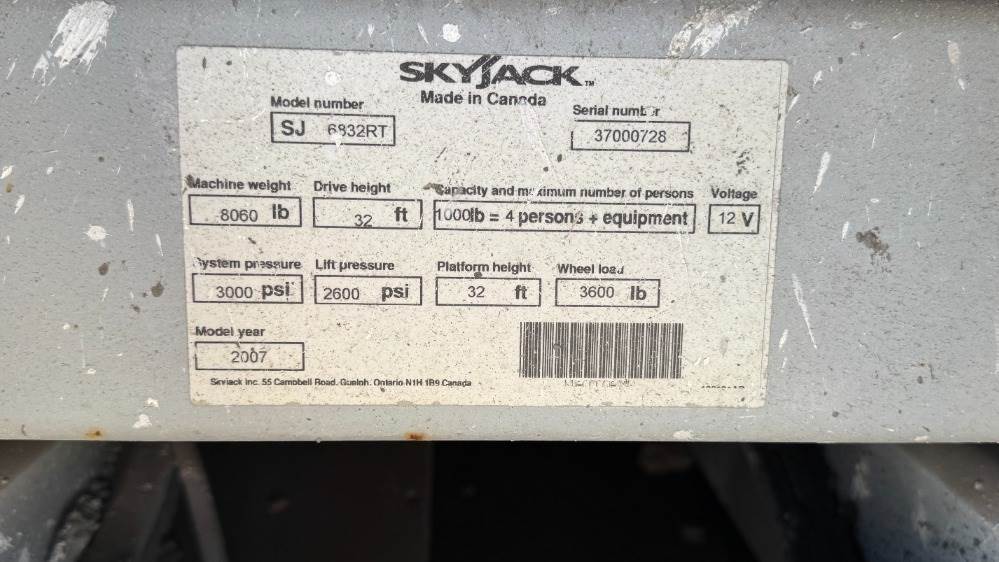 SKYJACK™
Made in Canada
Model number
SJ 6832RT
Serial number
37000728
Machine weight
8060 lb
Drive height
32 ft
Capacity and maximum number of persons
1000lb = 4 persons + equipment
Voltage
12 V
System pressure
3000 psi
Lift pressure
2600 psi
Platform height
32 ft
Wheel load
3600 lb
Model year
2007
Skyjack Inc. 55 Campbell Road. Guelph. Ontario N1H 1B9 Canada